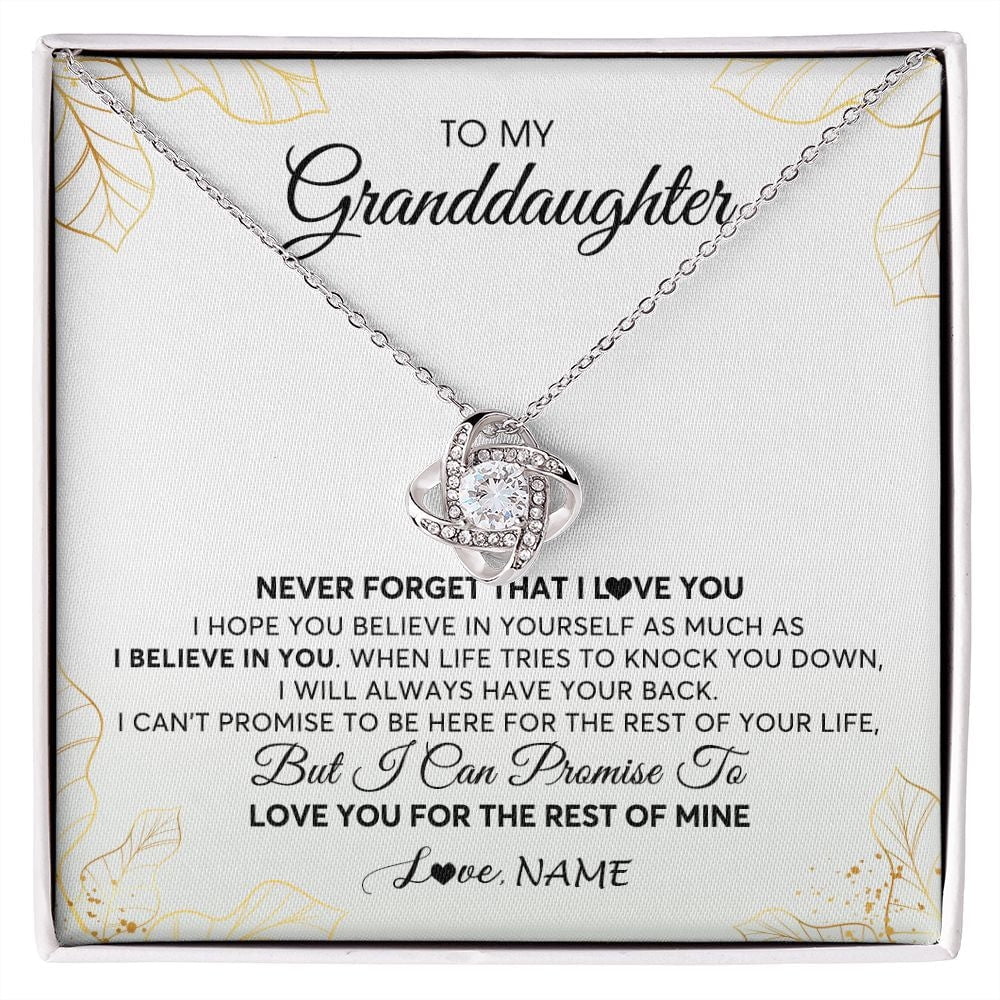 TO MY
Granddaughter
NEVER FORGET THAT I LOVE YOU
I HOPE YOU BELIEVE IN YOURSELF AS MUCH AS
I BELIEVE IN YOU. WHEN LIFE TRIES TO KNOCK YOU DOWN,
I WILL ALWAYS HAVE YOUR BACK.
I CAN'T PROMISE TO BE HERE FOR THE REST OF YOUR LIFE,
But I Can Promise To
LOVE YOU FOR THE REST OF MINE
Love, NAME